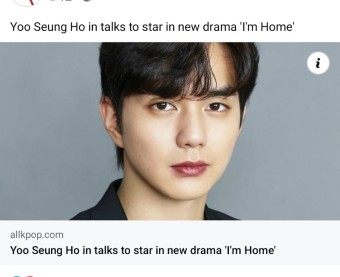 Yoo Seung Ho in talks to star in new drama 'I'm Home'
i
allkpop.com
Yoo Seung Ho in talks to star in new drama 'I'm Home'